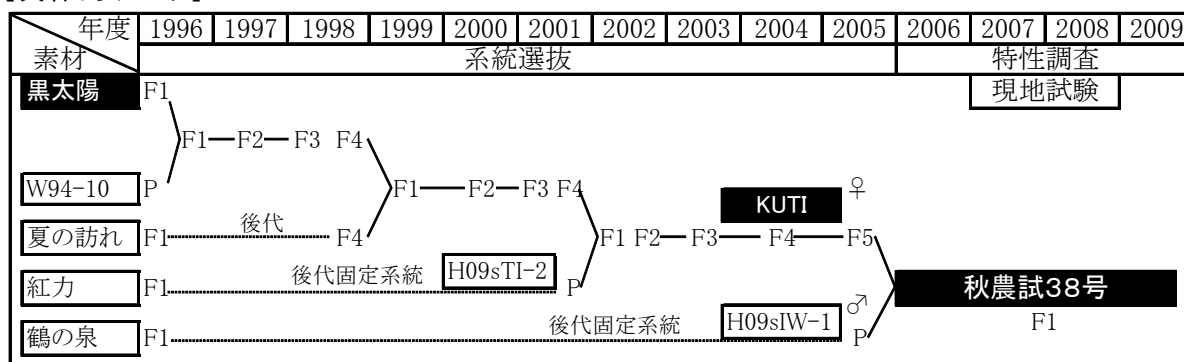 年度 1996 1997 1998 1999 2000 2001 2002 2003 2004 2005 2006 2007 2008 2009
素材 系統選抜 特性調査
黒太陽 F1 現地試験
F1 F2 F3 F4
W94-10 P F1 F2 F3 F4 KUTI ♀
夏の訪れ F1 後代 F4 F1 F2 F3 F4 F5
紅力 F1 後代固定系統 H09sTI-2 P 秋農試38号
鶴の泉 F1 後代固定系統 H09sIW-1 ♂ P F1